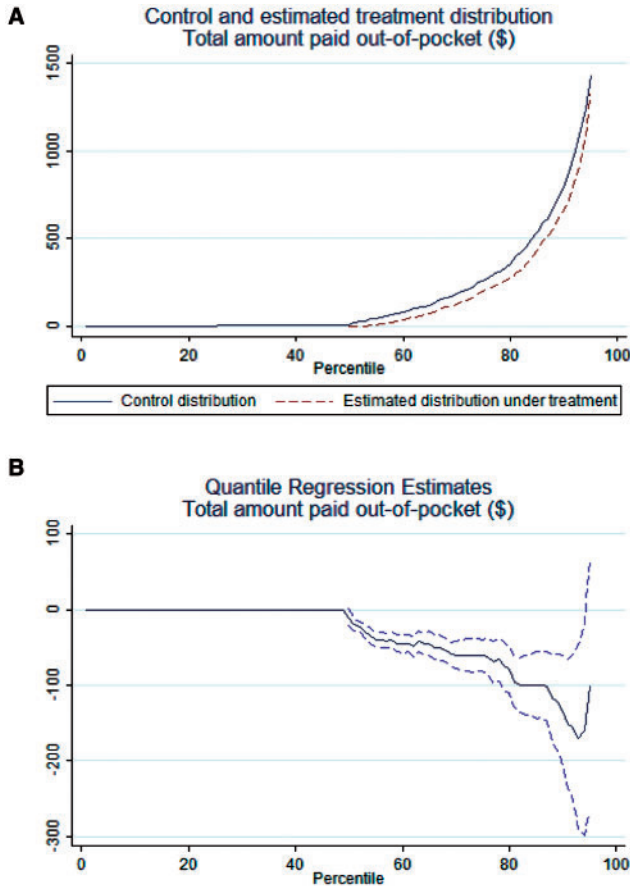 A
Control and estimated treatment distribution
Total amount paid out-of-pocket ($)
1500
1000
500
0
0 20 40 60 80 100
Percentile
Control distribution Estimated distribution under treatment
B
Quantile Regression Estimates
Total amount paid out-of-pocket ($)
100
0
-100
-200
-300
0 20 40 60 80 100
Percentile